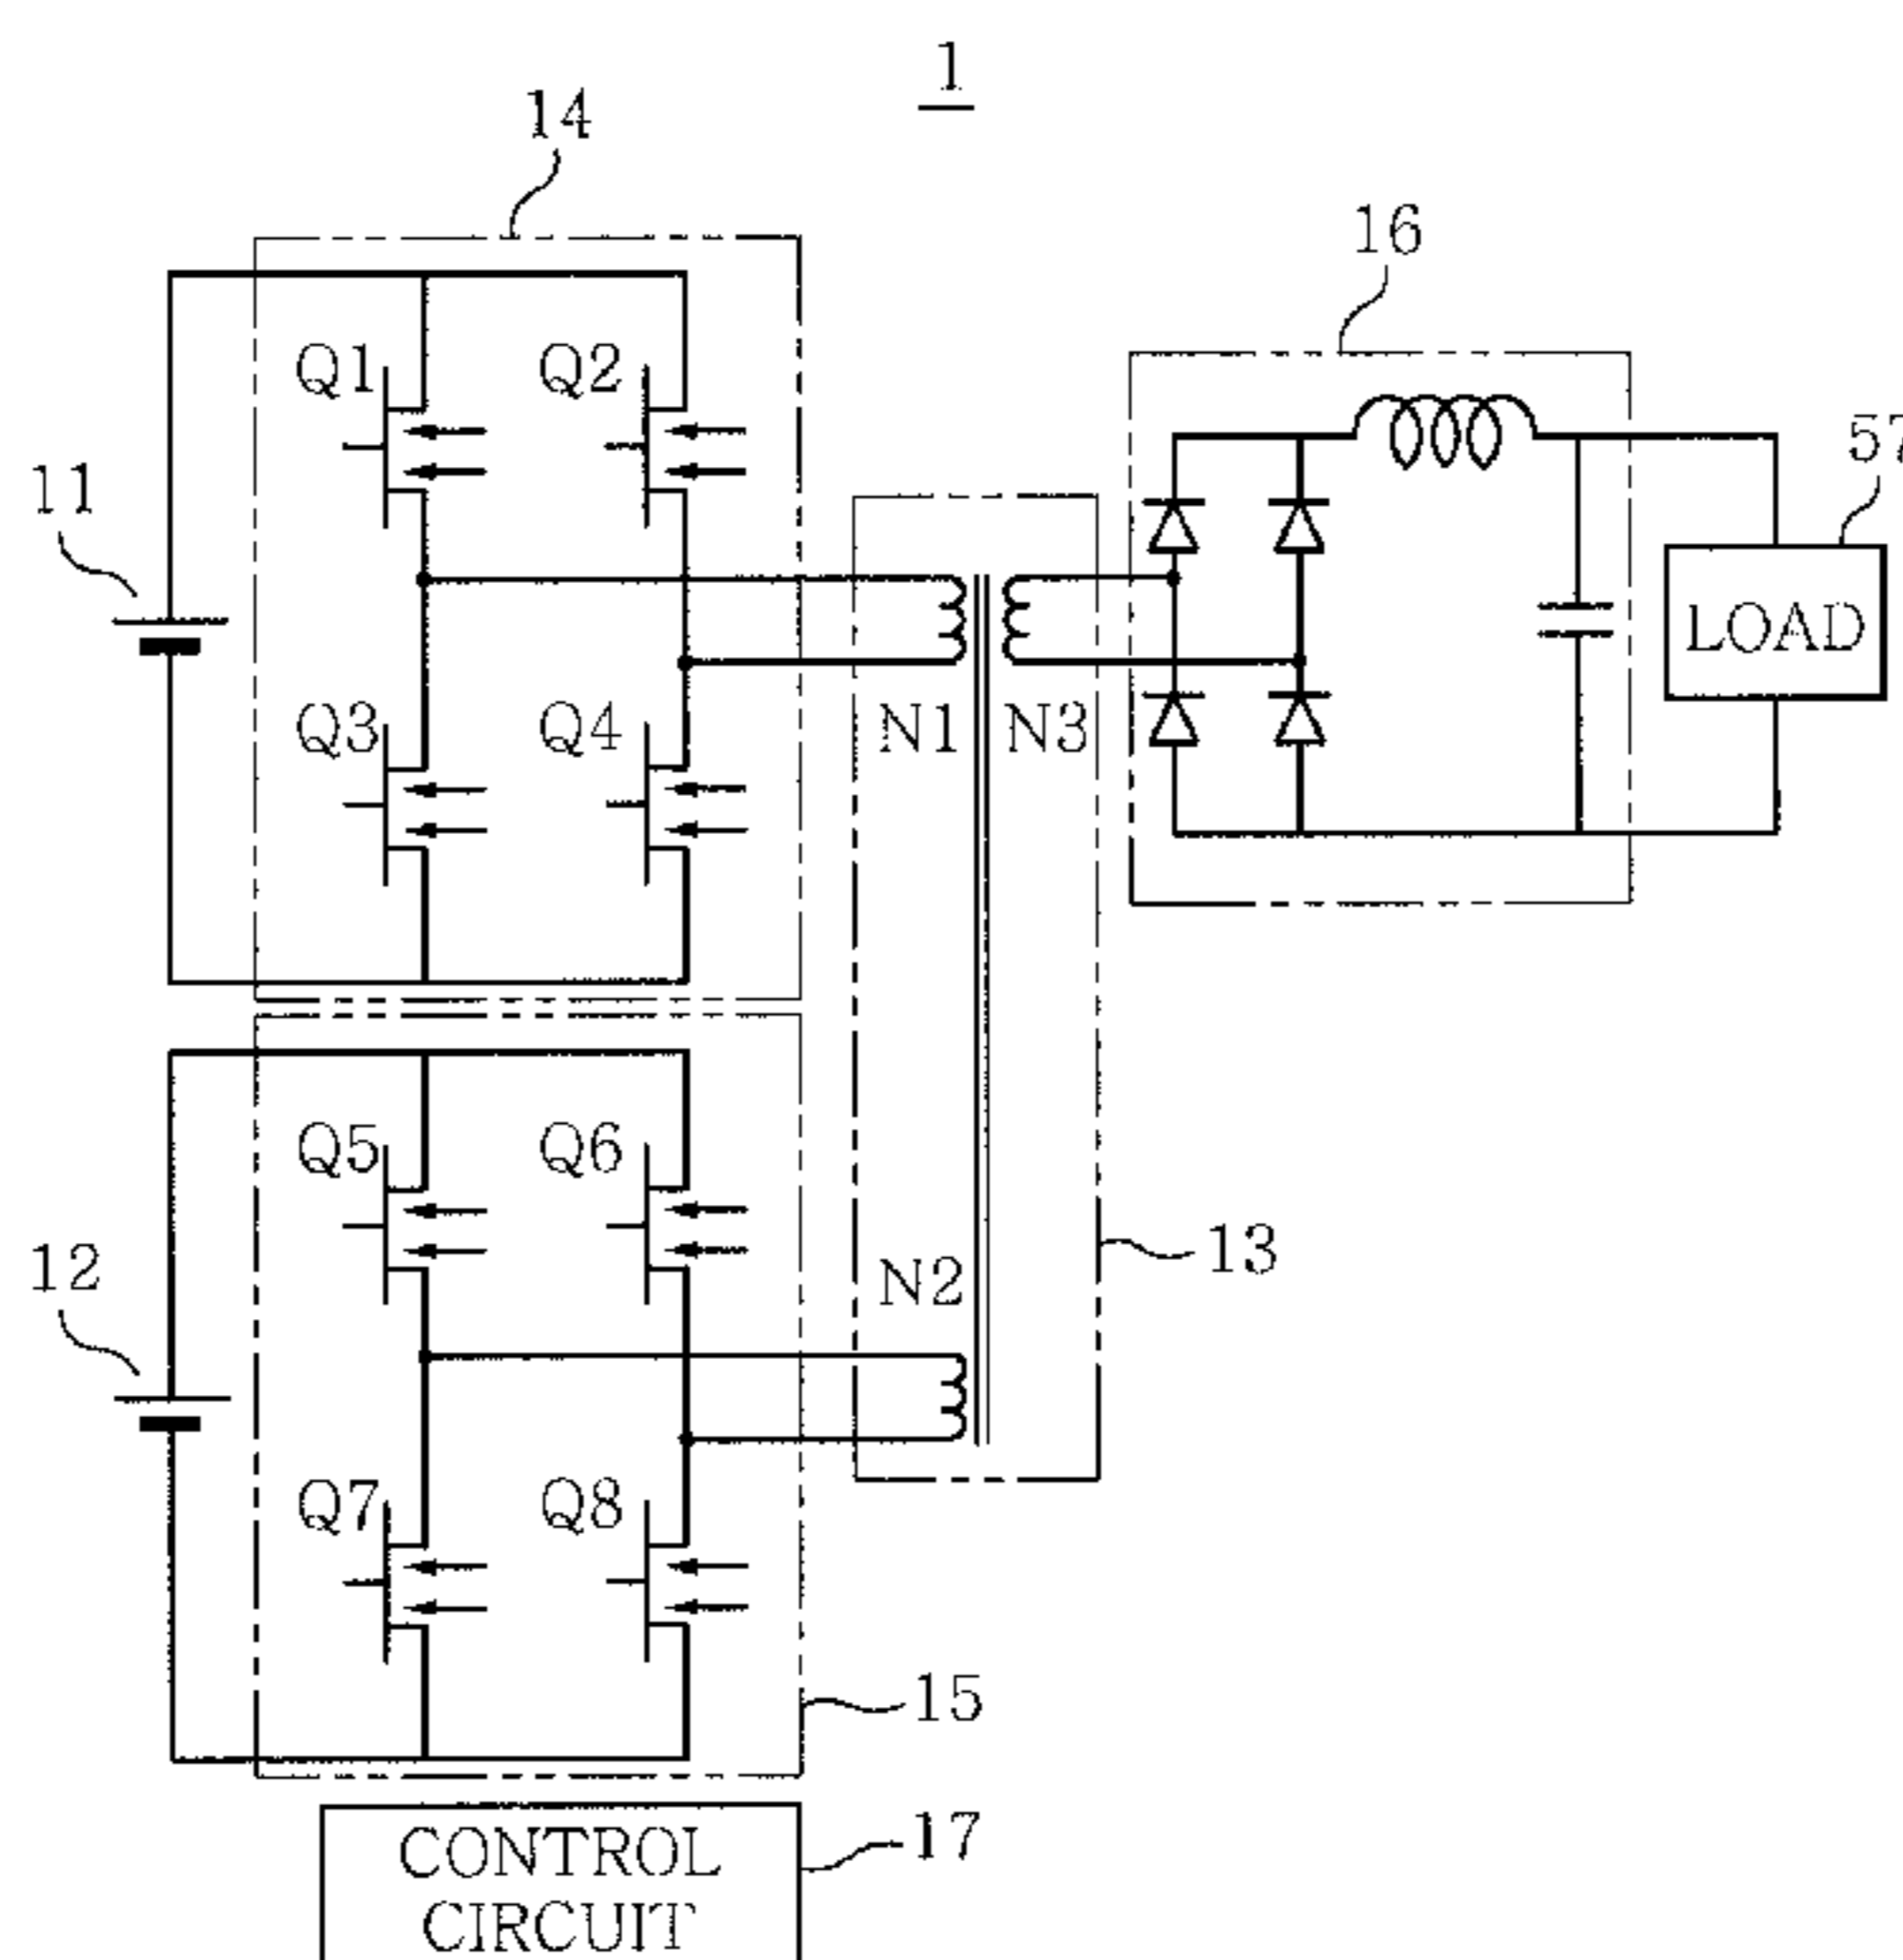 1
14
16
Q1 Q2
57
11
LOAD
Q3 Q4
N1 N3
Q5 Q6
13
12
N2
Q7 Q8
15
17
CONTROL
CIRCUIT